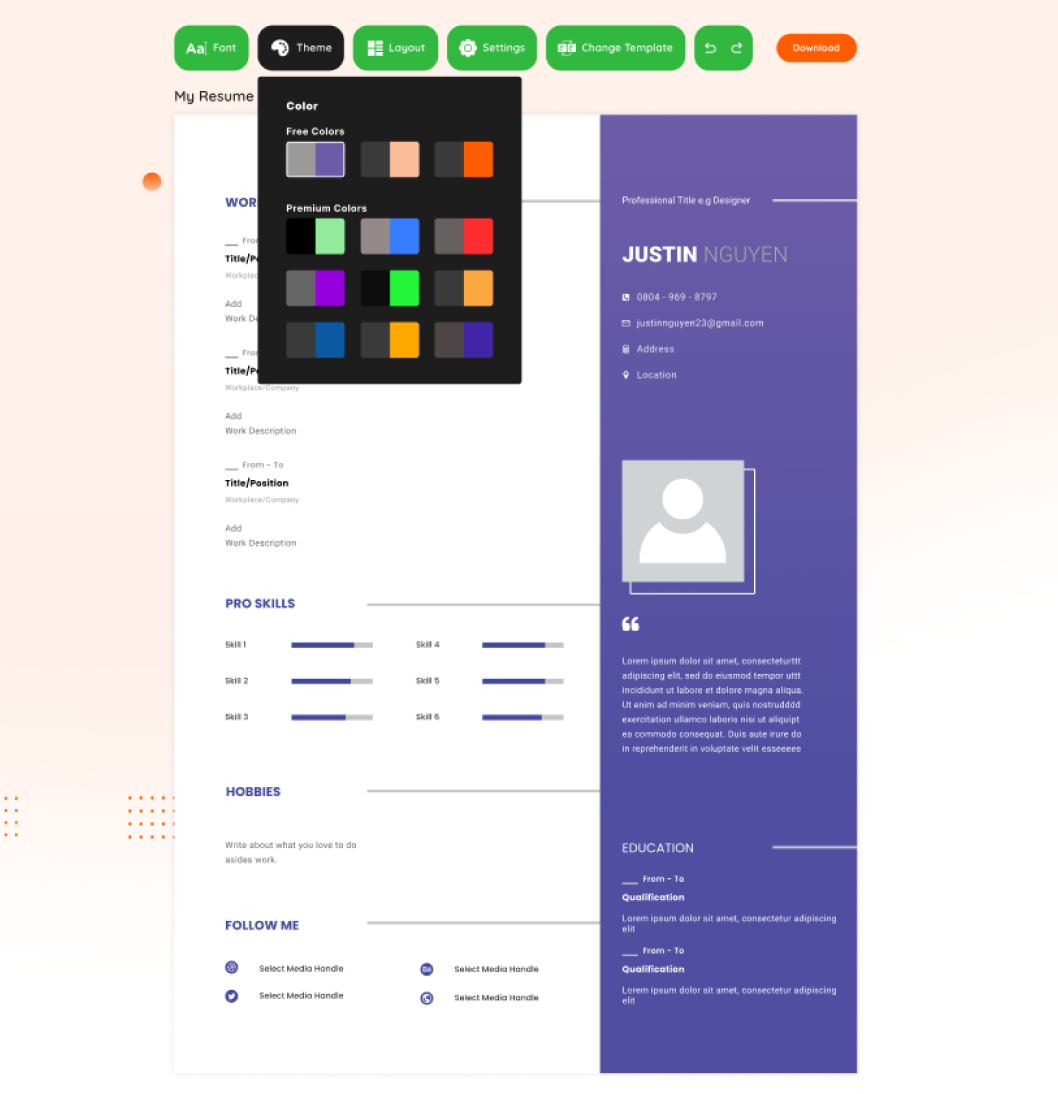 Aa Font
Theme
Layout
Settings
Change Template
Download
My Resume
Color
Free Colors
Premium Colors
From - To
Title/Position
Workplace/Company
Add
Work Description
Add
Work Description
From - To
Title/Position
Workplace/Company
Add
Work Description
PRO SKILLS
Skill 1
Skill 4
Skill 2
Skill 5
Skill 3
Skill 6
HOBBIES
Write about what you love to do
asides work.
FOLLOW ME
Select Media Handle
Select Media Handle
Select Media Handle
Select Media Handle
Professional Title e.g Designer
JUSTIN NGUYEN
0804 - 969 - 8797
justinnguyen23@gmail.com
Address
Location
“
Lorem ipsum dolor sit amet, consecteturttt
adipiscing elit, sed do eiusmod tempor uttt
incididunt ut labore et dolore magna aliqua.
Ut enim ad minim veniam, quis nostrudddd
exercitation ullamco laboris nisi ut aliquipt
ea commodo consequat. Duis aute irure do
in reprehenderit in voluptate velit esseeeee
EDUCATION
From - To
Qualification
Lorem ipsum dolor sit amet, consectetur adipiscing
elit
From - To
Qualification
Lorem ipsum dolor sit amet, consectetur adipiscing
elit